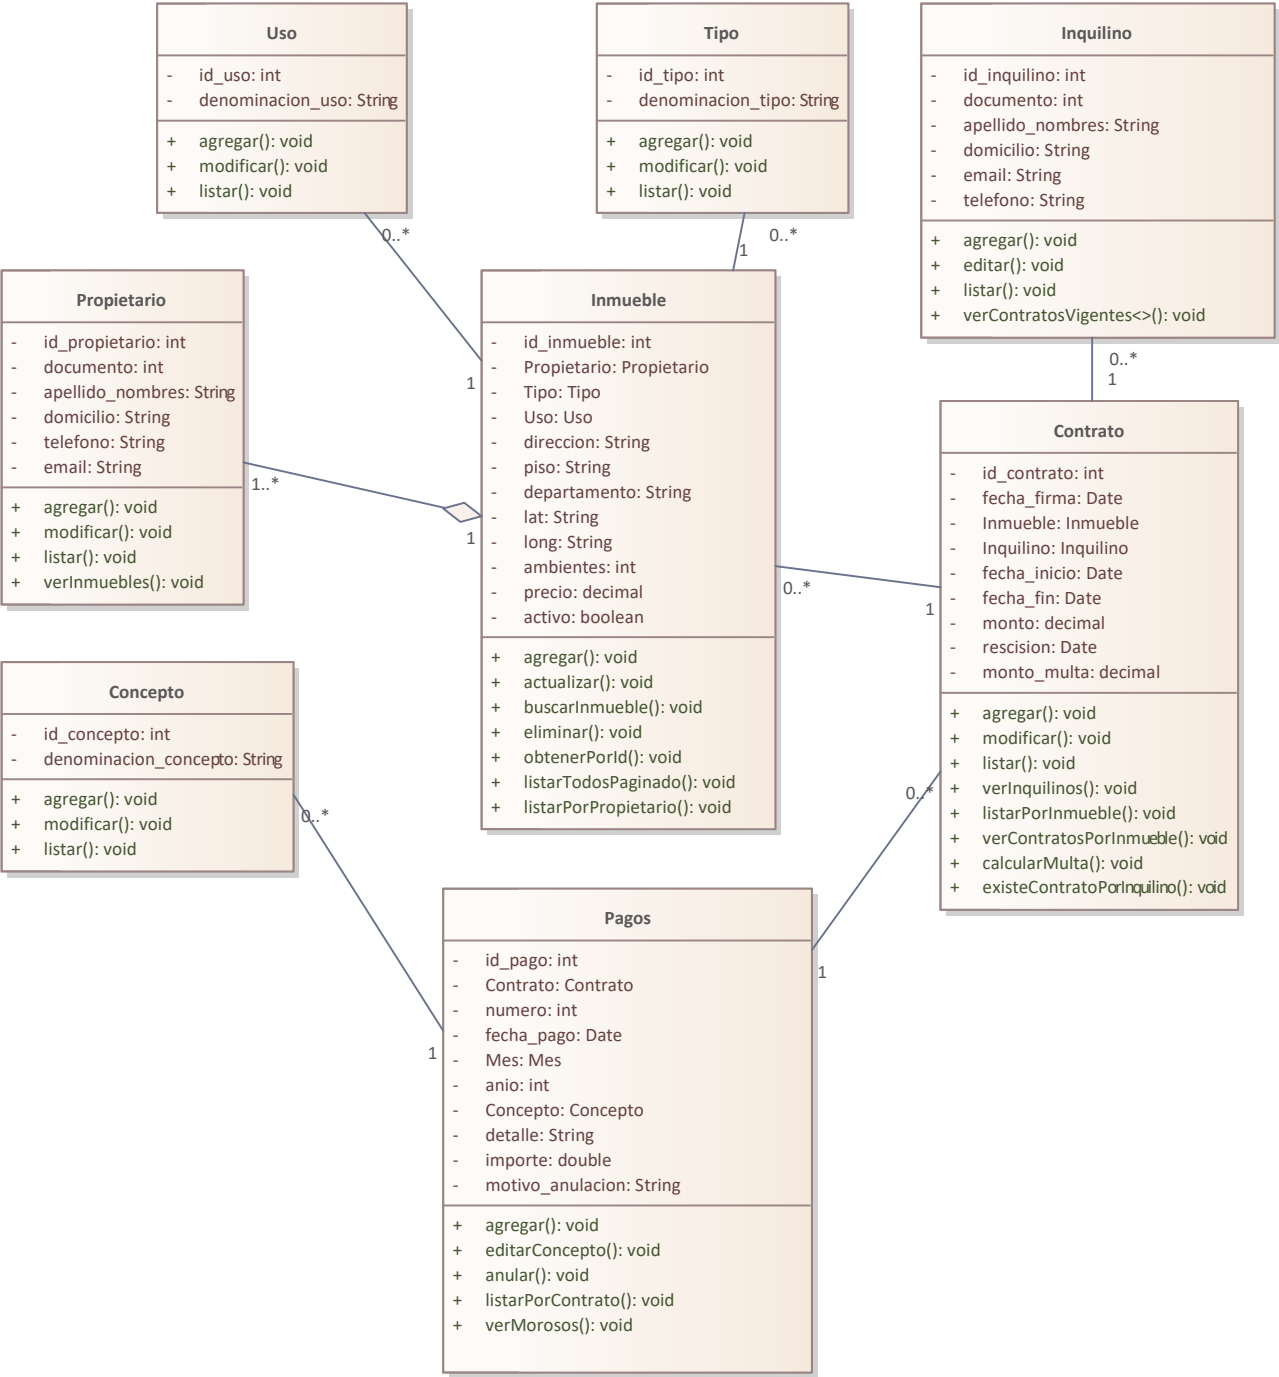 Uso
- id_uso: int
- denominacion_uso: String
+ agregar(): void
+ modificar(): void
+ listar(): void
0..*
1
Tipo
- id_tipo: int
- denominacion_tipo: String
+ agregar(): void
+ modificar(): void
+ listar(): void
0..*
1
Inquilino
- id_inquilino: int
- documento: int
- apellido_nombres: String
- domicilio: String
- email: String
- telefono: String
+ agregar(): void
+ editar(): void
+ listar(): void
+ verContratosVigentes<>(): void
0..*
1
Propietario
- id_propietario: int
- documento: int
- apellido_nombres: String
- domicilio: String
- telefono: String
- email: String
+ agregar(): void
+ modificar(): void
+ listar(): void
+ verInmuebles(): void
1..*
1
Inmueble
- id_inmueble: int
- Propietario: Propietario
- Tipo: Tipo
- Uso: Uso
- direccion: String
- piso: String
- departamento: String
- lat: String
- long: String
- ambientes: int
- precio: decimal
- activo: boolean
+ agregar(): void
+ actualizar(): void
+ buscarInmueble(): void
+ eliminar(): void
+ obtenerPorId(): void
+ listarTodosPaginado(): void
+ listarPorPropietario(): void
0..*
1
Contrato
- id_contrato: int
- fecha_firma: Date
- Inmueble: Inmueble
- Inquilino: Inquilino
- fecha_inicio: Date
- fecha_fin: Date
- monto: decimal
- rescision: Date
- monto_multa: decimal
+ agregar(): void
+ modificar(): void
+ listar(): void
+ verInquilinos(): void
+ listarPorInmueble(): void
+ verContratosPorInmueble(): void
+ calcularMulta(): void
+ existeContratoPorInquilino(): void
0..*
1
Concepto
- id_concepto: int
- denominacion_concepto: String
+ agregar(): void
+ modificar(): void
+ listar(): void
0..*
1
Pagos
- id_pago: int
- Contrato: Contrato
- numero: int
- fecha_pago: Date
- Mes: Mes
- anio: int
- Concepto: Concepto
- detalle: String
- importe: double
- motivo_anulacion: String
+ agregar(): void
+ editarConcepto(): void
+ anular(): void
+ listarPorContrato(): void
+ verMorosos(): void